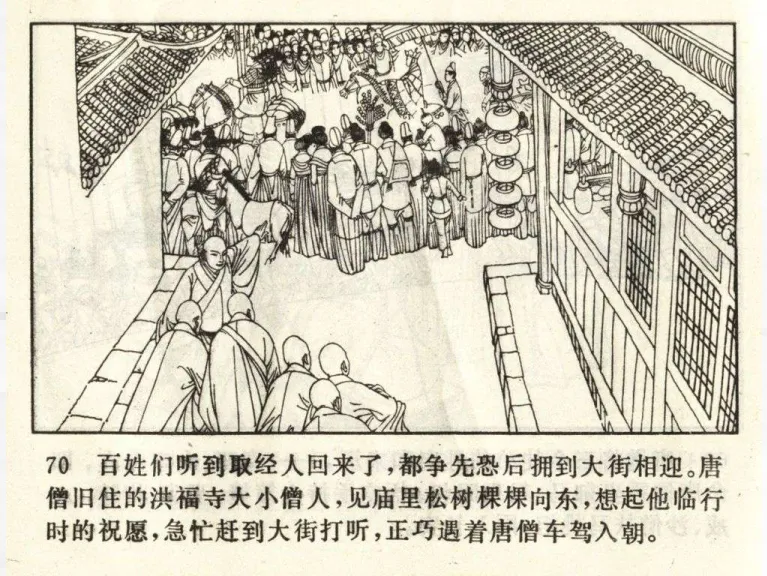 70 百姓们听到取经人回来了，都争先恐后拥到大街相迎。唐
僧旧住的洪福寺大小僧人，见庙里松树棵棵向东，想起他临行
时的祝愿，急忙赶到大街打听，正巧遇着唐僧车驾入朝。